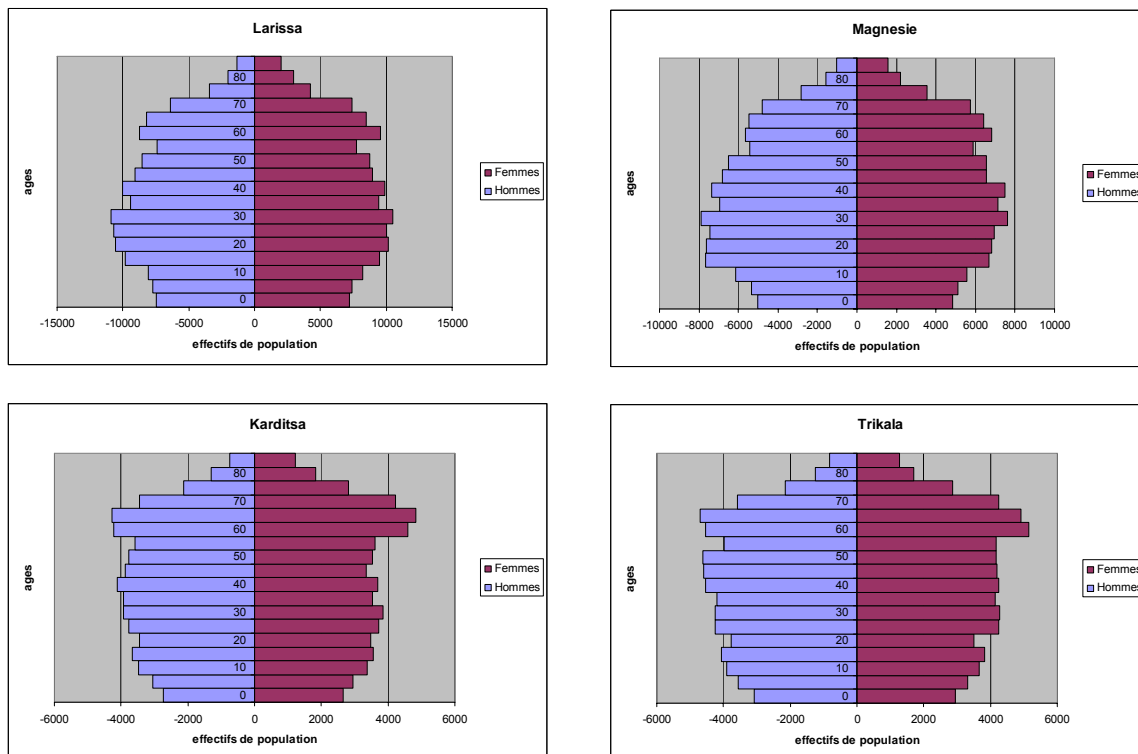 Larissa
80
70
60
50
40
30
20
10
0
ages
-15000 -10000 -5000 0 5000 10000 15000
effectifs de population
Femmes
Hommes
Magnesie
80
70
60
50
40
30
20
10
0
ages
-10000 -8000 -6000 -4000 -2000 0 2000 4000 6000 8000 10000
effectifs de population
Femmes
Hommes
Karditsa
80
70
60
50
40
30
20
10
0
ages
-6000 -4000 -2000 0 2000 4000 6000
effectifs de population
Femmes
Hommes
Trikala
80
70
60
50
40
30
20
10
0
ages
-6000 -4000 -2000 0 2000 4000 6000
effectifs de population
Femmes
Hommes